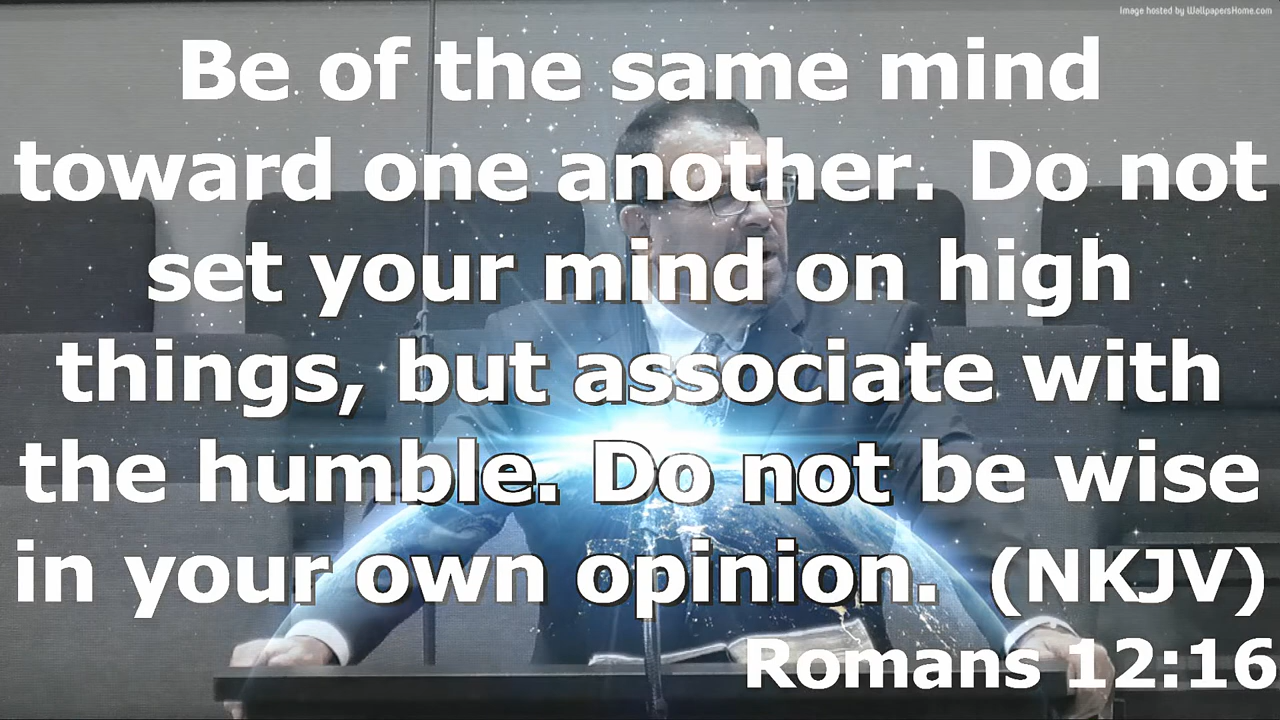 Image hosted by WallpapersHome.com
Be of the same mind
toward one another. Do not
set your mind on high
things, but associate with
the humble. Do not be wise
in your own opinion. (NKJV)
Romans 12:16